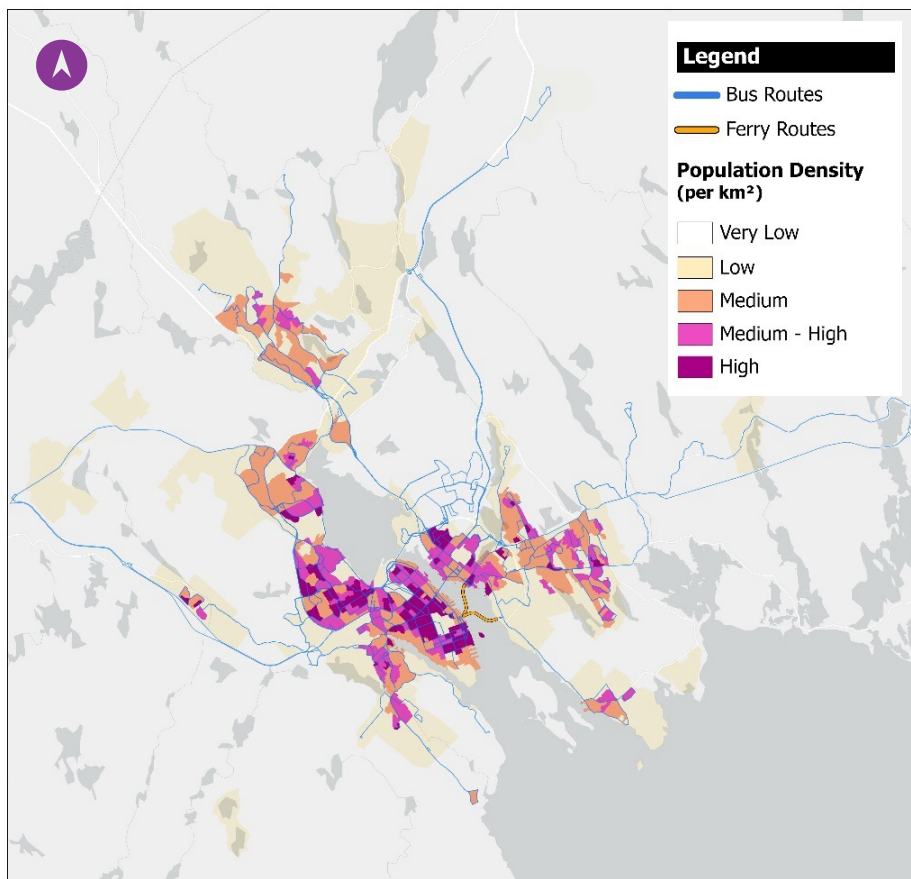 Legend
Bus Routes
Ferry Routes
Population Density
(per km²)
Very Low
Low
Medium
Medium - High
High